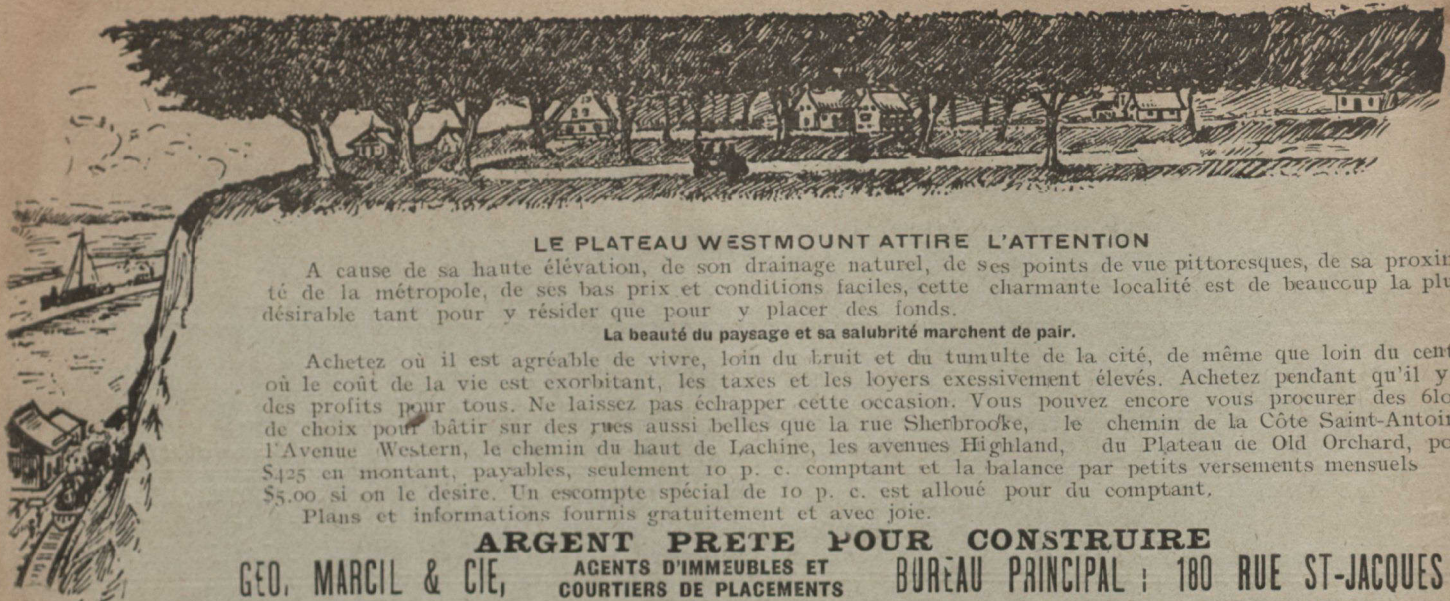 LE PLATEAU WESTMOUNT ATTIRE L'ATTENTION
A cause de sa haute élévation, de son drainage naturel, de ses points de vue pittoresques, de sa proxim
té de la métropole, de ses bas prix et conditions faciles, cette charmante localité est de beaucoup la plu
désirable tant pour y résider que pour y placer des fonds.
La beauté du paysage et sa salubrité marchent de pair.
Achetez où il est agréable de vivre, loin du bruit et du tumulte de la cité, de même que loin du cent
où le coût de la vie est exorbitant, les taxes et les loyers exessivement élevés. Achetez pendant qu'il y
des profits pour tous. Ne laissez pas échapper cette occasion. Vous pouvez encore vous procurer des 6lo
de choix pour bâtir sur des rues aussi belles que la rue Sherbrooke, le chemin de la Côte Saint-Antoin
l'Avenue Western, le chemin du haut de Lachine, les avenues Highland, du Plateau de Old Orchard, po
$425 en montant, payables, seulement 10 p. c. comptant et la balance par petits versements mensuels
$5.00 si on le desire. Un escompte spécial de 10 p. c. est alloué pour du comptant.
Plans et informations fournis gratuitement et avec joie.
ARGENT PRETE POUR CONSTRUIRE
GEO. MARCIL & CIE, AGENTS D'IMMEUBLES ET COURTIERS DE PLACEMENTS BUREAU PRINCIPAL : 180 RUE ST-JACQUES